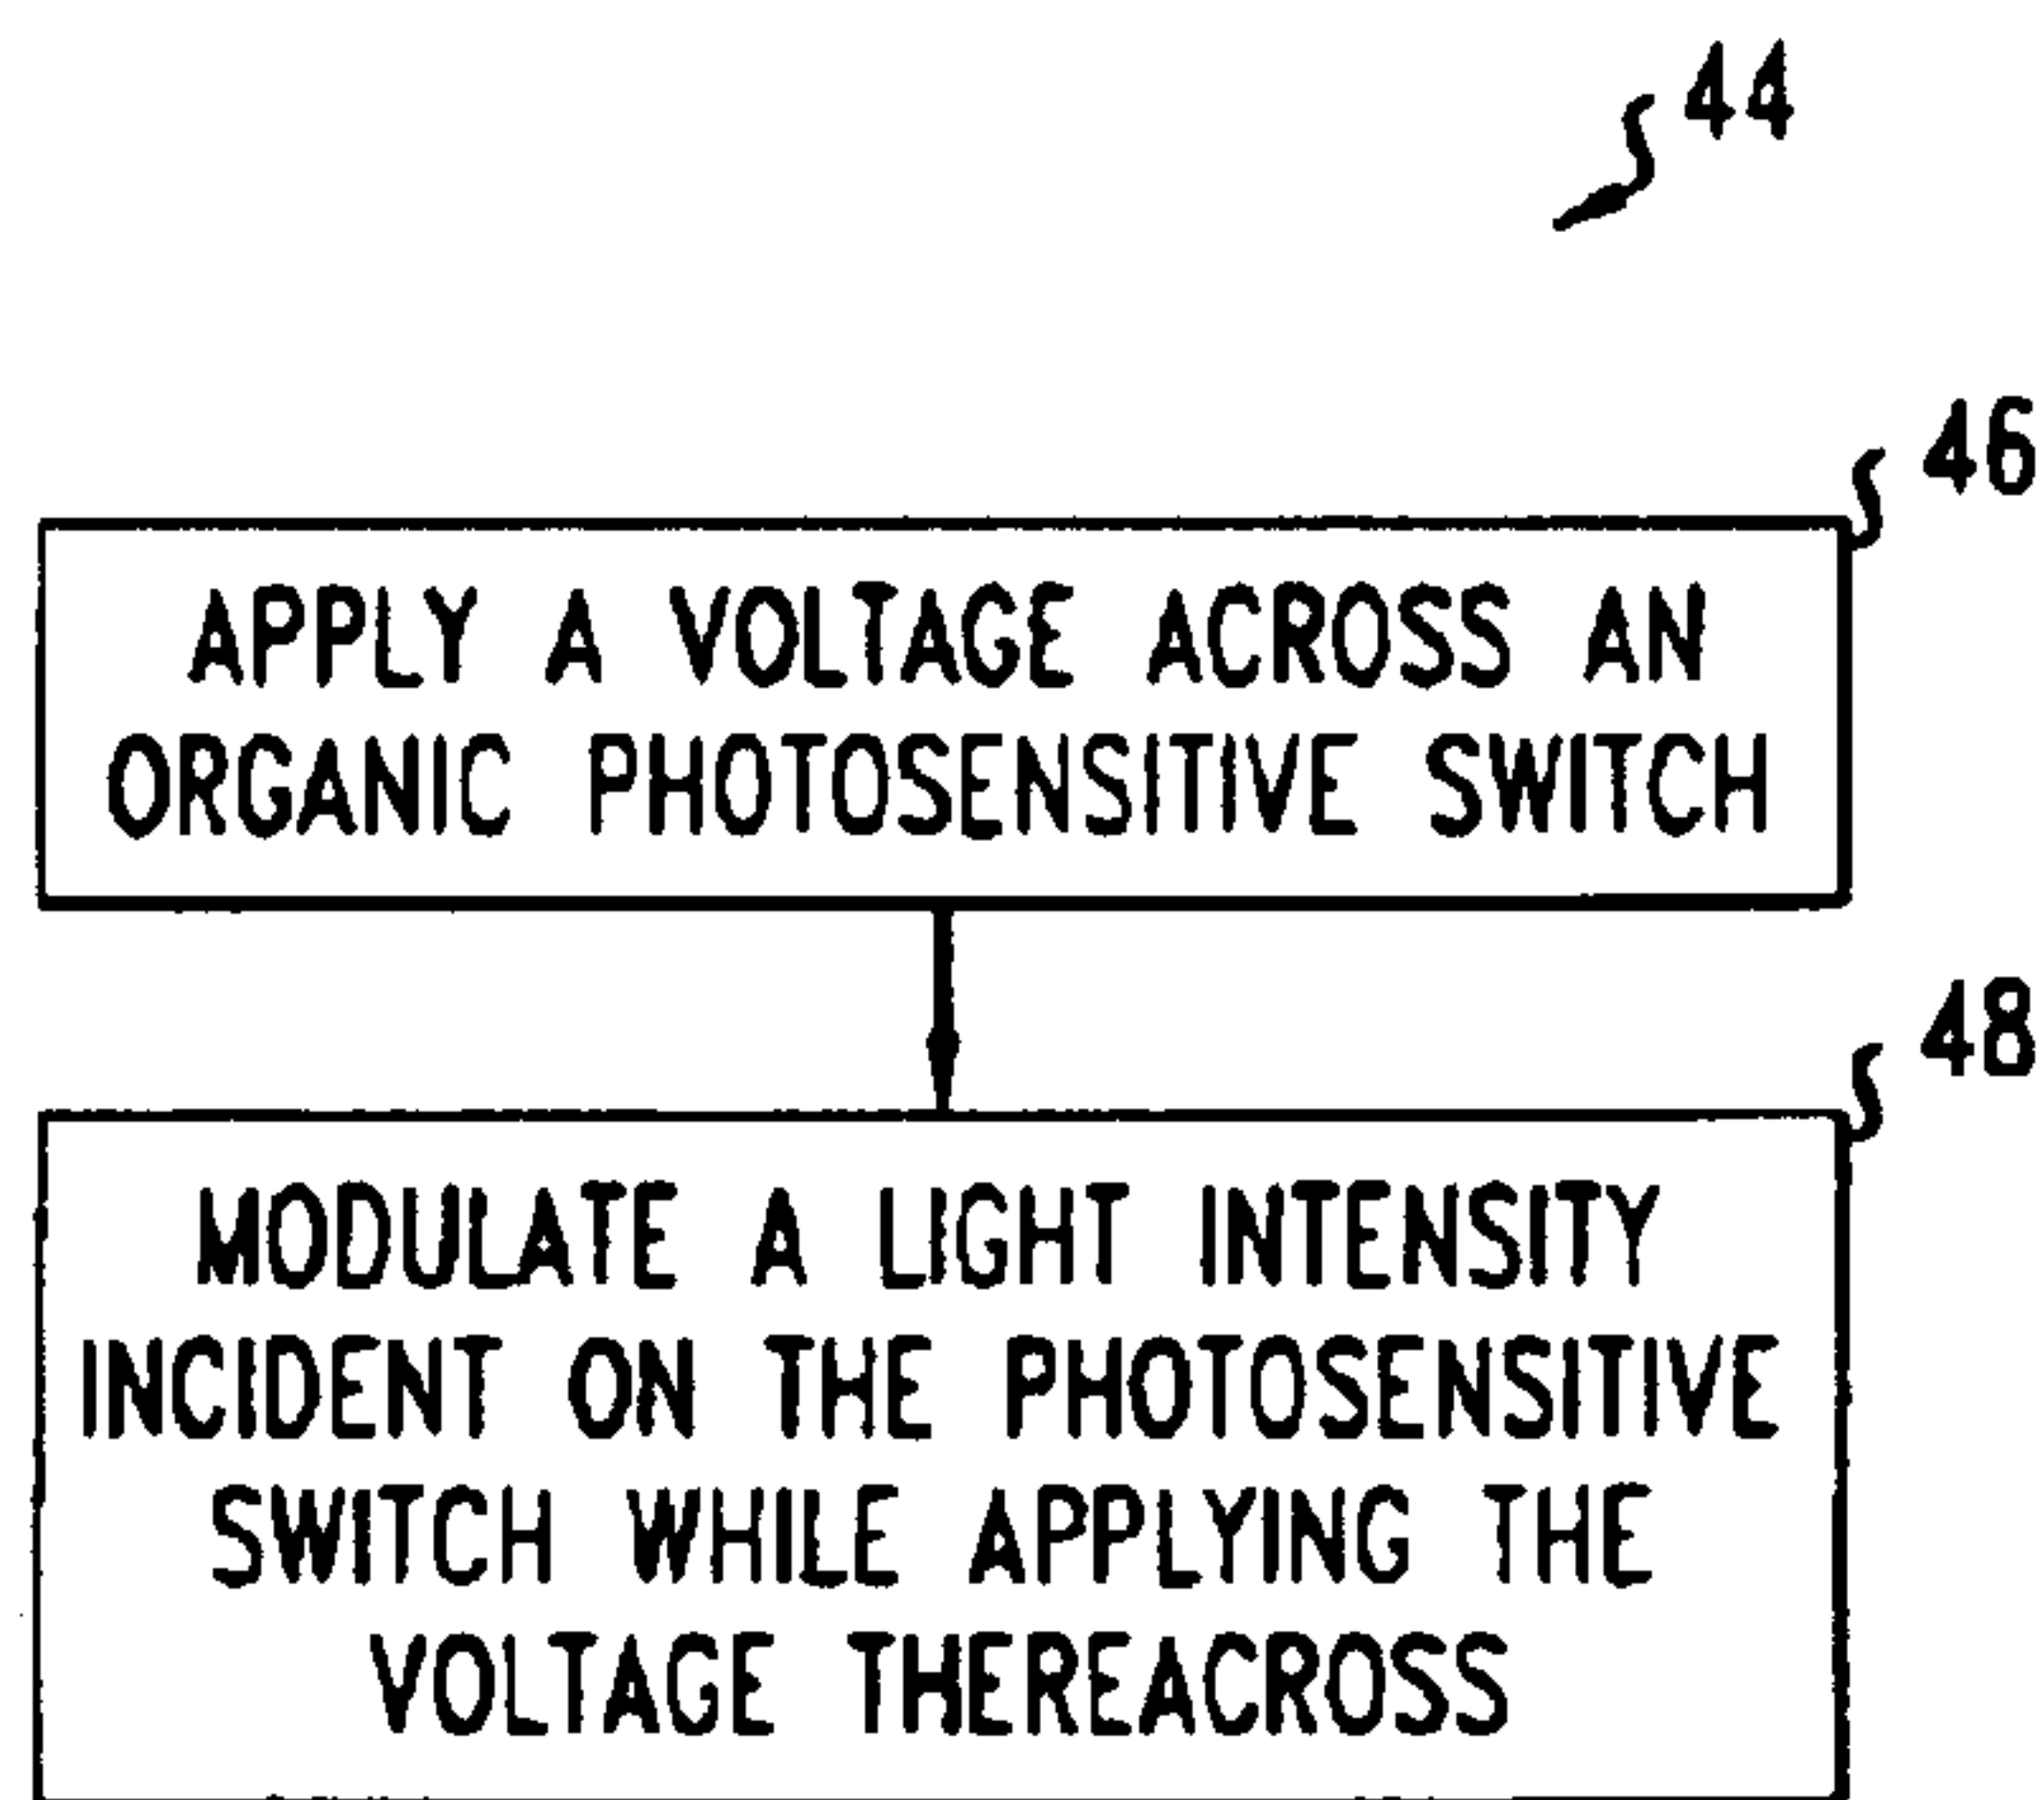 44
46
APPLY A VOLTAGE ACROSS AN
ORGANIC PHOTOSENSITIVE SWITCH
48
MODULATE A LIGHT INTENSITY
INCIDENT ON THE PHOTOSENSITIVE
SWITCH WHILE APPLYING THE
VOLTAGE THEREACROSS